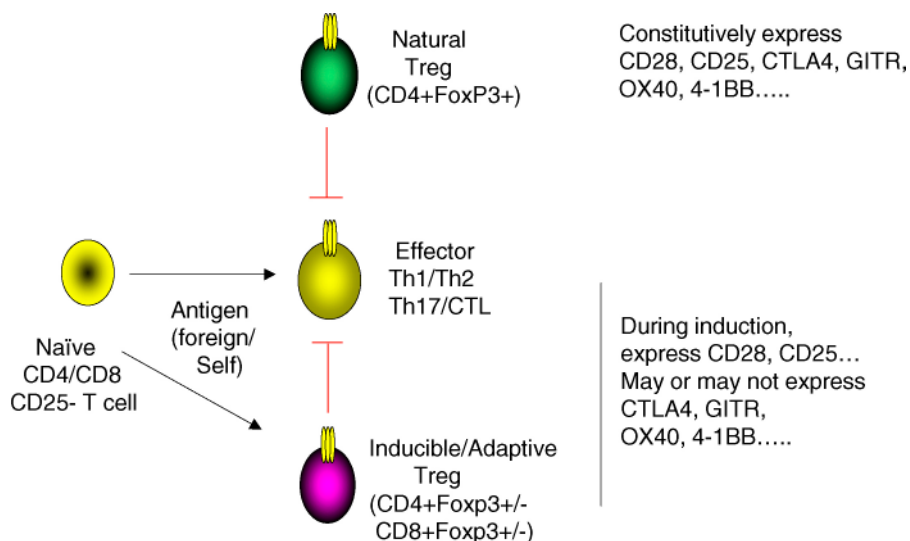 Natural
Treg
(CD4+FoxP3+)
Constitutively express
CD28, CD25, CTLA4, GITR,
OX40, 4-1BB…..
Effector
Th1/Th2
Th17/CTL
Antigen
(foreign/
Self)
Naïve
CD4/CD8
CD25- T cell
During induction,
express CD28, CD25…
May or may not express
CTLA4, GITR,
OX40, 4-1BB…..
Inducible/Adaptive
Treg
(CD4+Foxp3+/-
CD8+Foxp3+/-)